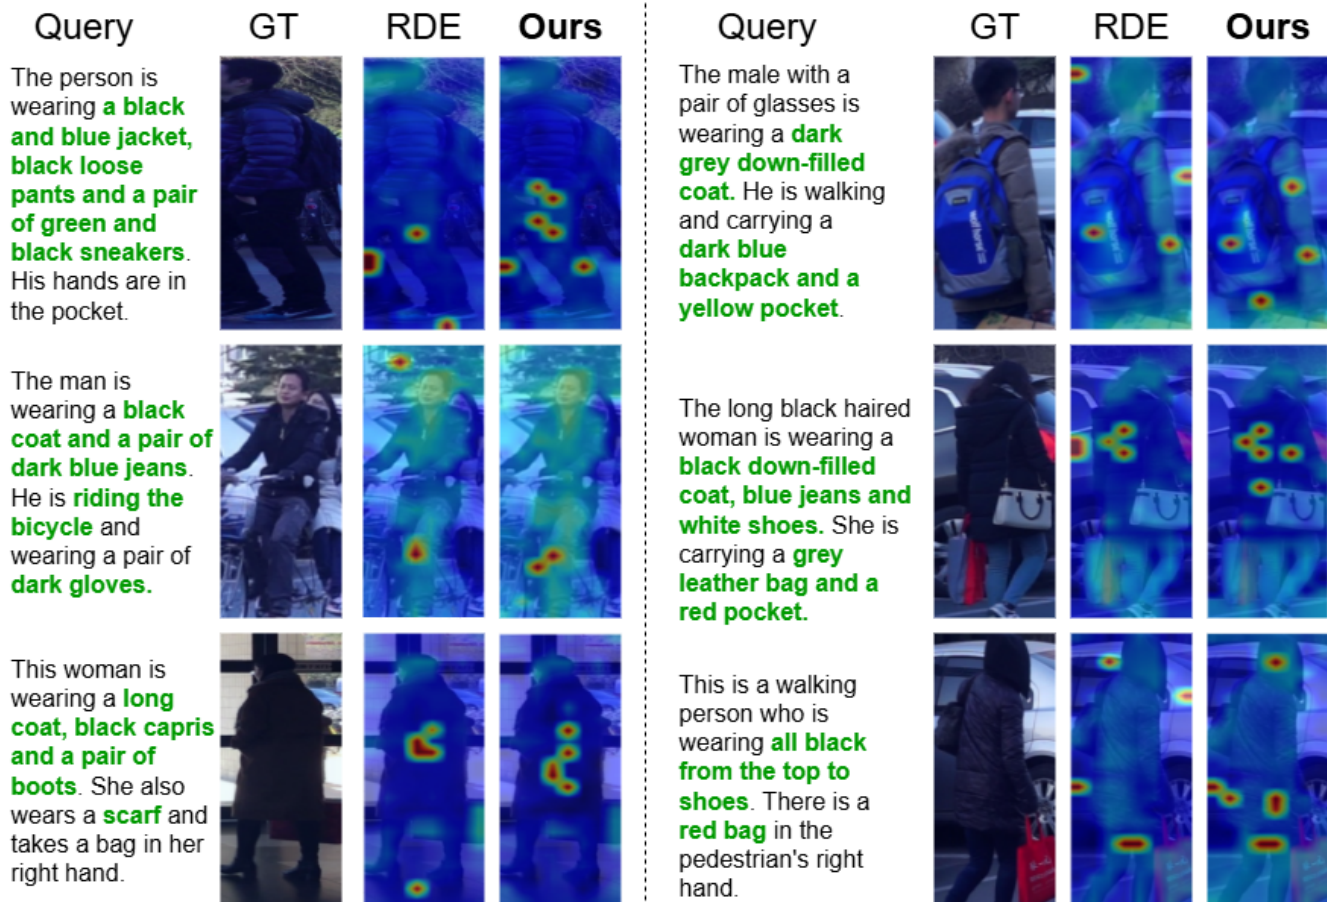 Query GT RDE Ours
The person is
wearing a black
and blue jacket,
black loose
pants and a pair
of green and
black sneakers.
His hands are in
the pocket.
The man is
wearing a black
coat and a pair of
dark blue jeans.
He is riding the
bicycle and
wearing a pair of
dark gloves.
This woman is
wearing a long
coat, black capris
and a pair of
boots. She also
wears a scarf and
takes a bag in her
right hand.
Query GT RDE Ours
The male with a
pair of glasses is
wearing a dark
grey down-filled
coat. He is walking
and carrying a
dark blue
backpack and a
yellow pocket.
The long black haired
woman is wearing a
black down-filled
coat, blue jeans and
white shoes. She is
carrying a grey
leather bag and a
red pocket.
This is a walking
person who is
wearing all black
from the top to
shoes. There is a
red bag in the
pedestrian's right
hand.